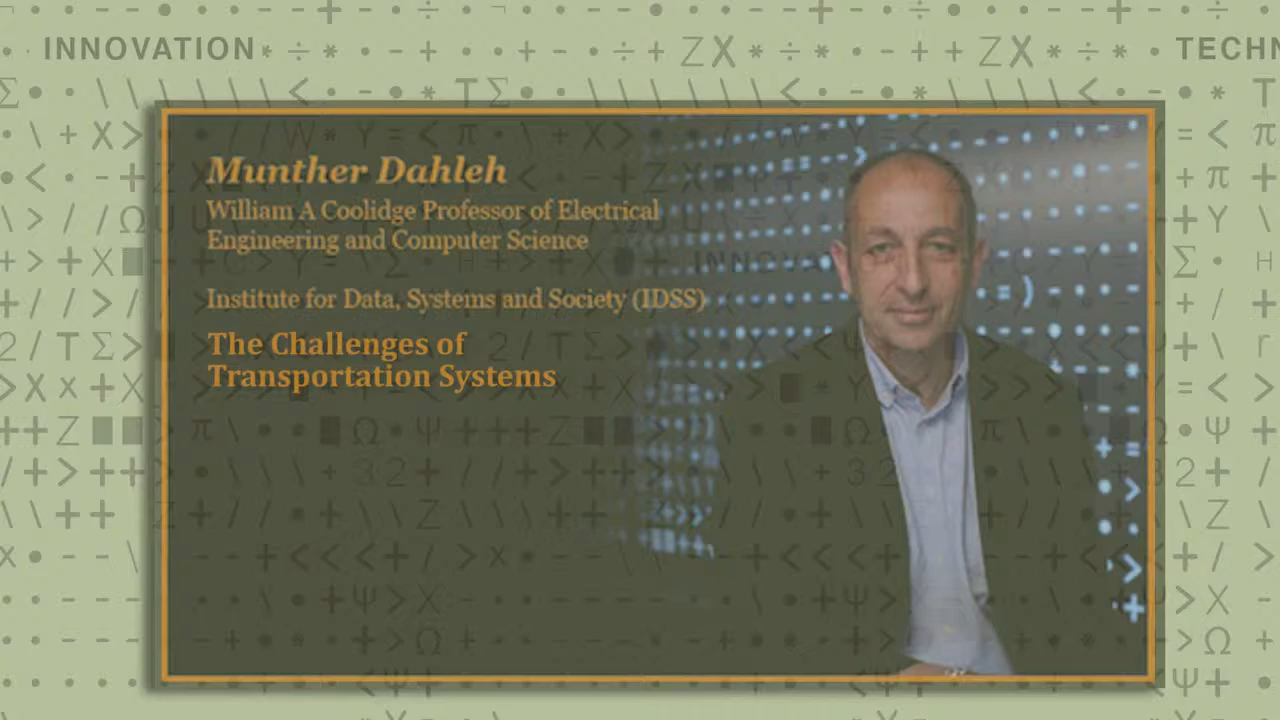 INNOVATION
TECHN
Munther Dahleh
William A Coolidge Professor of Electrical
Engineering and Computer Science
Institute for Data, Systems and Society (IDSS)
The Challenges of
Transportation Systems